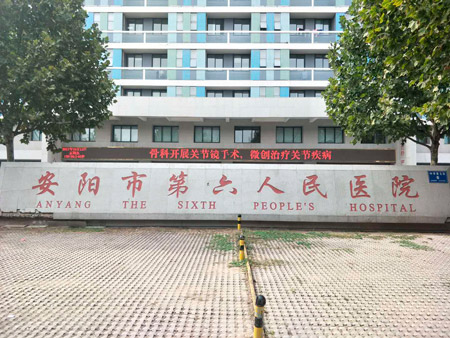 骨科开展关节镜手术，微创治疗关节疾病
安阳市第六人民医院
ANYANG THE SIXTH PEOPLE'S HOSPITAL